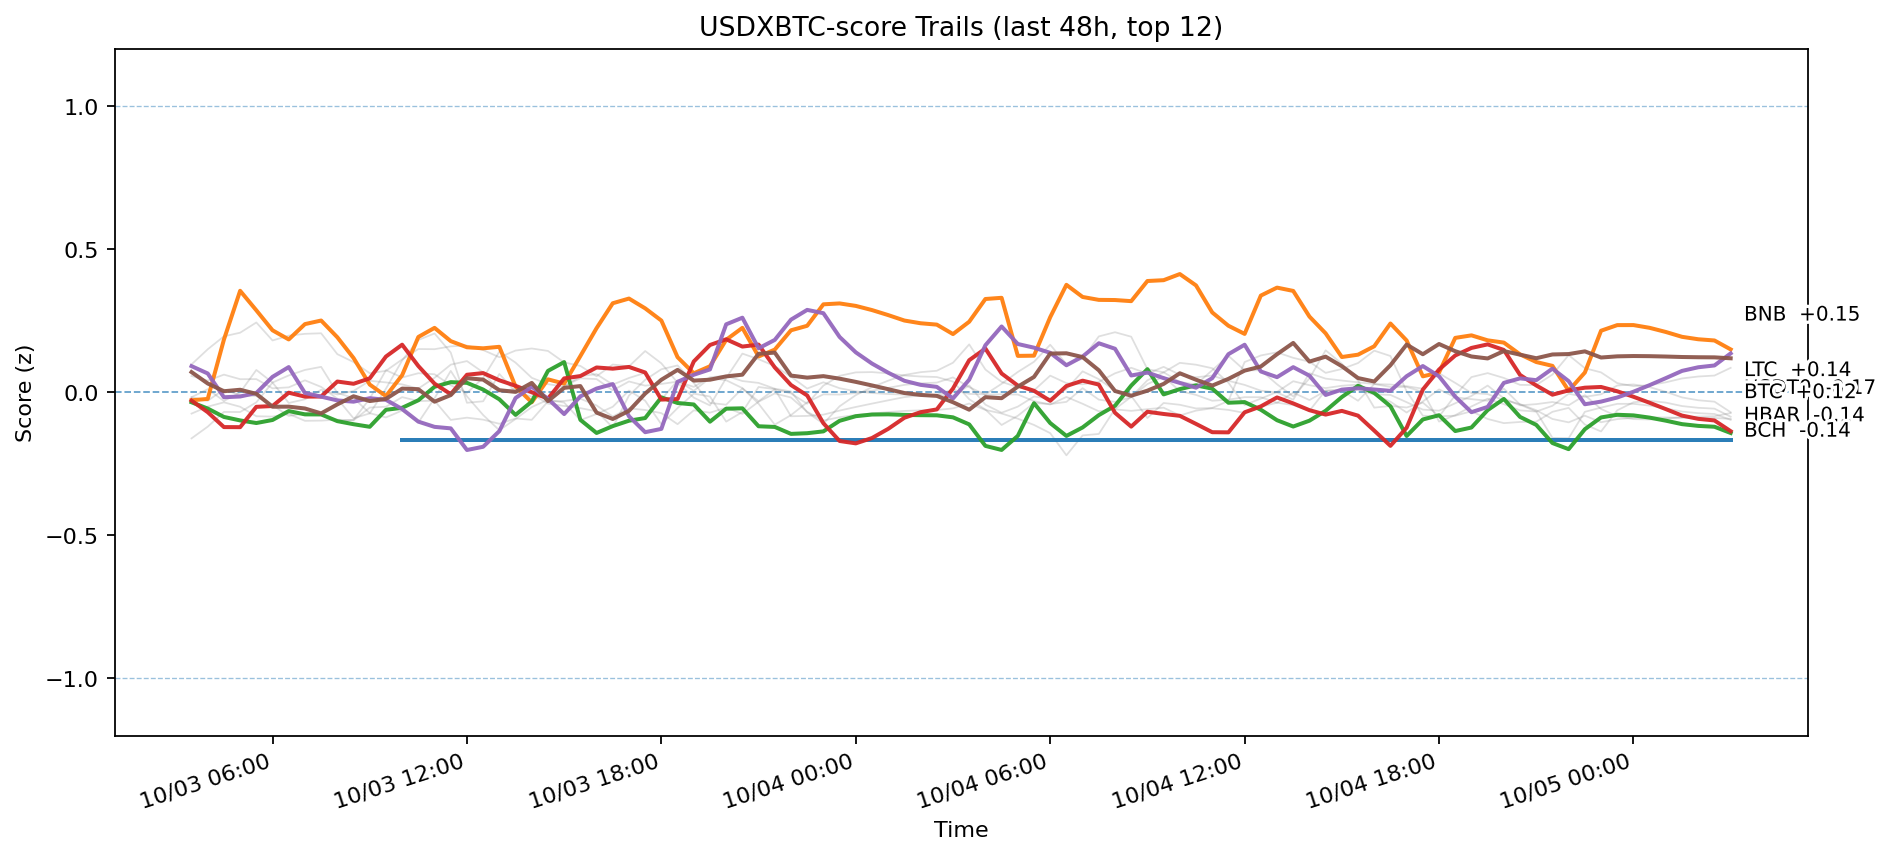 USDXBTC-score Trails (last 48h, top 12)
Score (z)
1.0
0.5
0.0
−0.5
−1.0
BNB +0.15
LTC +0.14
BTC +0.12
HBAR -0.14
BCH -0.14
10/03 06:00
10/03 12:00
10/03 18:00
10/04 00:00
10/04 06:00
10/04 12:00
10/04 18:00
10/05 00:00
Time